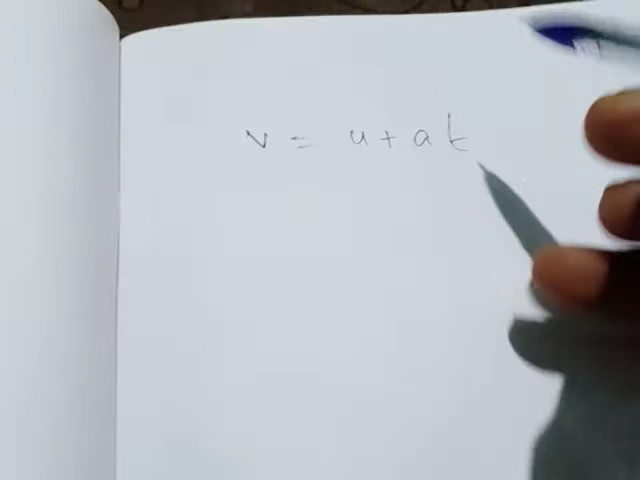 v = u + at